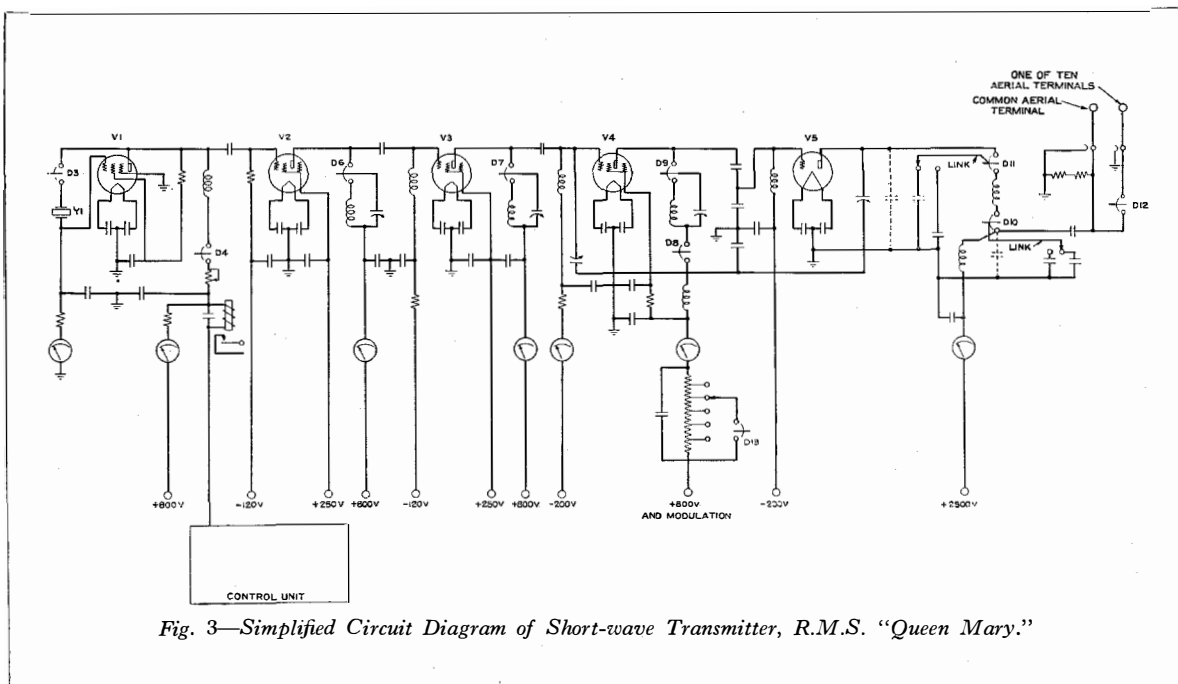 ONE OF TEN
AERIAL TERMINALS
COMMON AERIAL
TERMINAL
V1
V2
V3
V4
V5
D3
D6
D7
D9
LINK
D11
Y1
D12
D10
D4
D8
LINK
D13
+800V
-120V
+250V
+600V
-120V
+250V
+600V
-200V
+800V
AND MODULATION
-200V
+2500V
CONTROL UNIT
Fig. 3—Simplified Circuit Diagram of Short-wave Transmitter, R.M.S. “Queen Mary.”